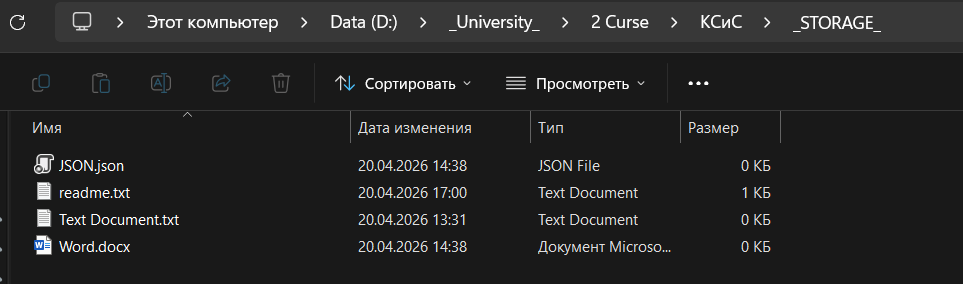 Этот компьютер > Data (D:) > _University_ > 2 Curse > КСиС > _STORAGE_
Сортировать Просмотреть
Имя Дата изменения Тип Размер
JSON.json 20.04.2026 14:38 JSON File 0 КБ
readme.txt 20.04.2026 17:00 Text Document 1 КБ
Text Document.txt 20.04.2026 13:31 Text Document 0 КБ
Word.docx 20.04.2026 14:38 Документ Microso... 0 КБ